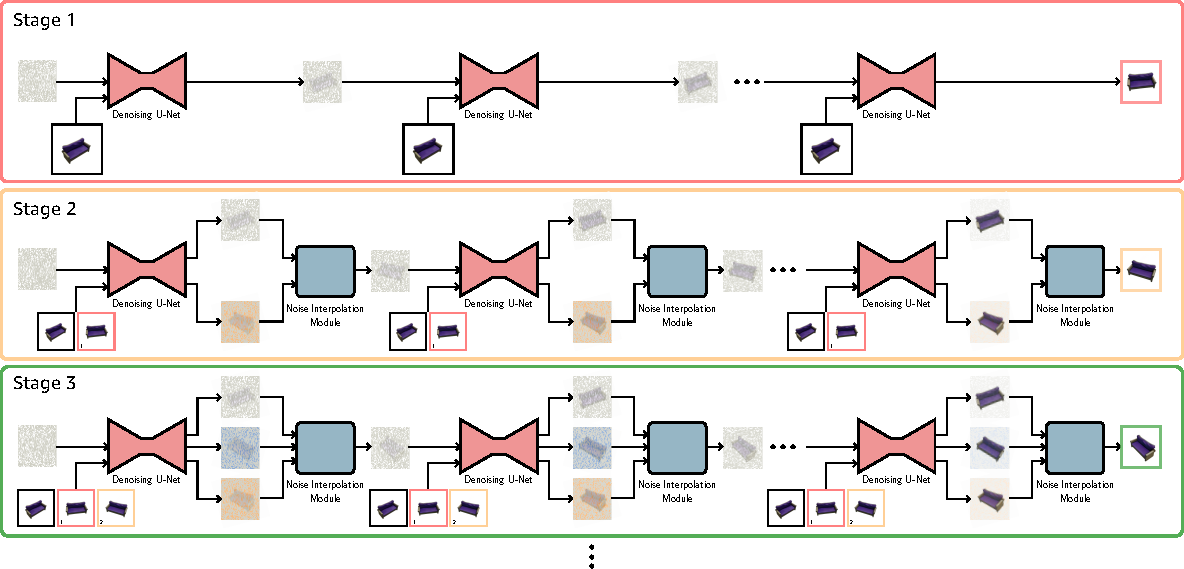 Stage 1
Denoising U-Net
Denoising U-Net
Denoising U-Net
Stage 2
Denoising U-Net
Noise Interpolation
Module
Denoising U-Net
Noise Interpolation
Module
Denoising U-Net
Noise Interpolation
Module
1
1
1
Stage 3
Denoising U-Net
Noise Interpolation
Module
Denoising U-Net
Noise Interpolation
Module
Denoising U-Net
Noise Interpolation
Module
1
2
1
2
1
2